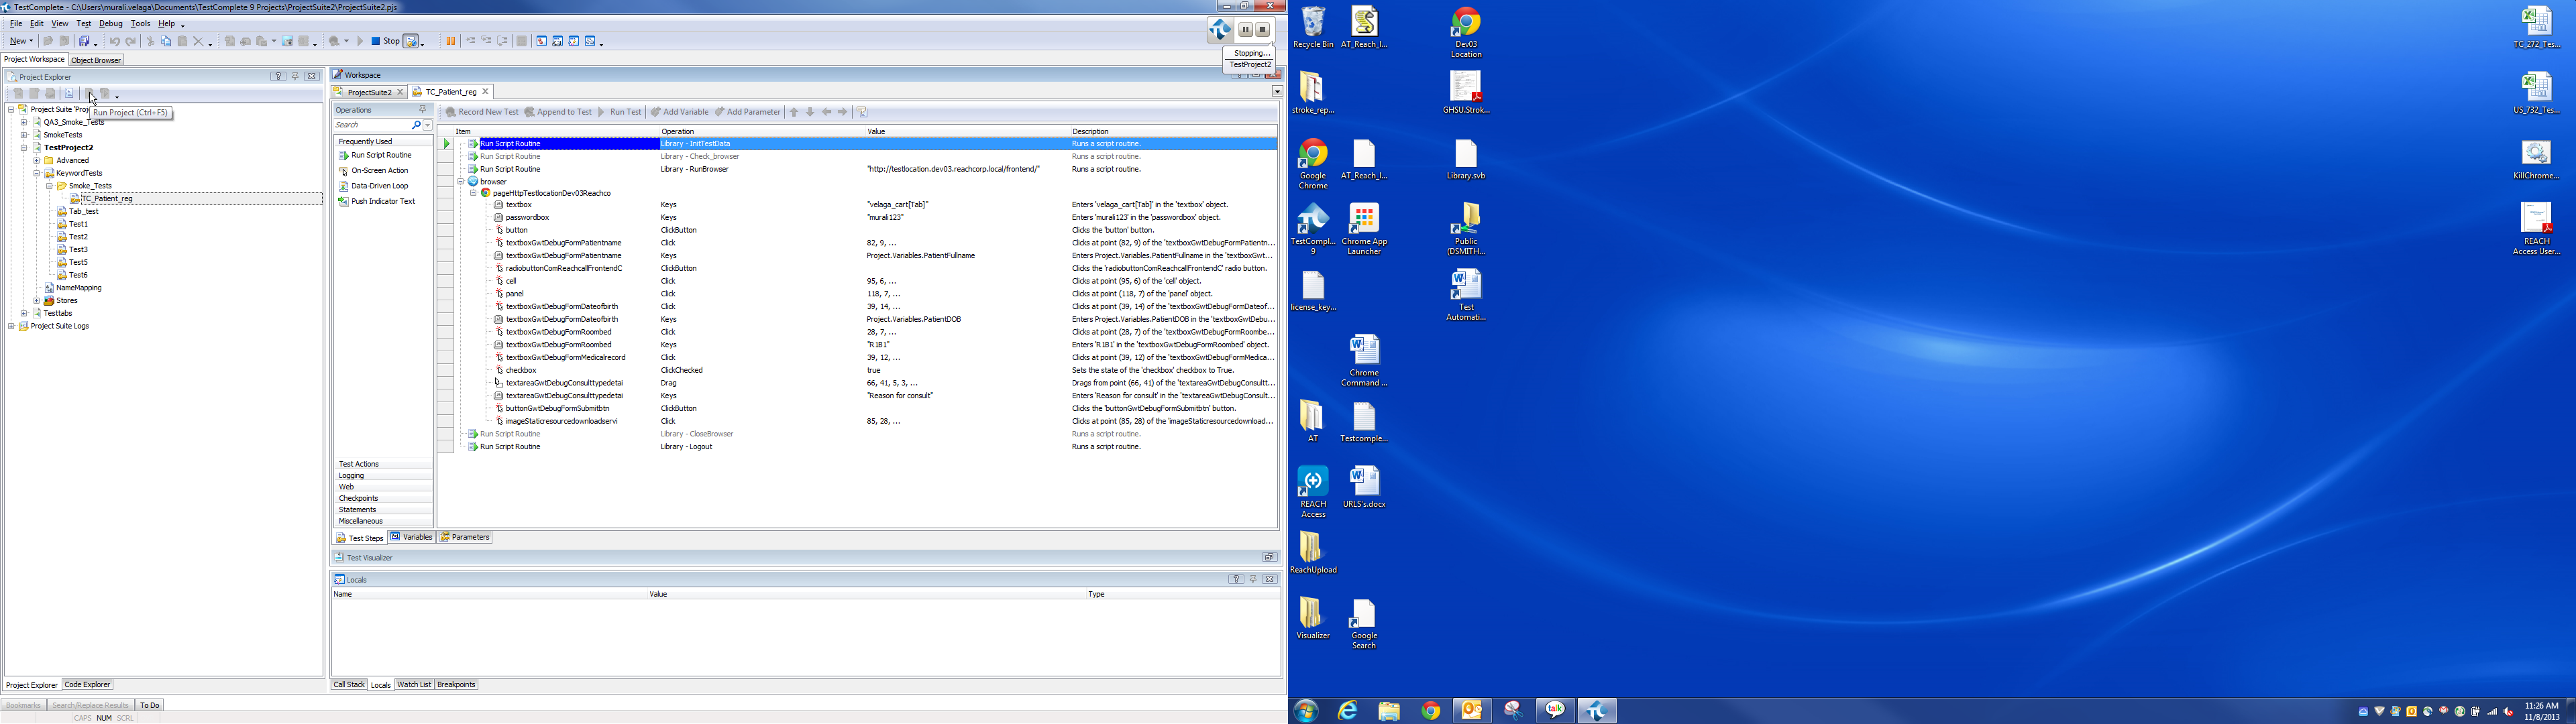 TestComplete - C:\Users\murali.velaga\Documents\TestComplete 9 Projects\ProjectSuite2\ProjectSuite2.pjs
File Edit View Test Debug Tools Help
New Stop
Stopping...
TestProject2
Project Workspace Object Browser
Project Explorer
Run Project (Ctrl+F5)
Project Suite 'Proj
QA3_Smoke_Tests
SmokeTests
TestProject2
Advanced
KeywordTests
Smoke_Tests
TC_Patient_reg
Tab_test
Test1
Test2
Test3
Test5
Test6
NameMapping
Stores
Testtabs
Project Suite Logs
Project Explorer Code Explorer
Workspace
ProjectSuite2 TC_Patient_reg
Operations
Search
Frequently Used
Run Script Routine
On-Screen Action
Data-Driven Loop
Push Indicator Text
Test Actions
Logging
Web
Checkpoints
Statements
Miscellaneous
Record New Test Append to Test Run Test Add Variable Add Parameter
Item Operation Value Description
Run Script Routine Library - InitTestData Runs a script routine.
Run Script Routine Library - Check_browser Runs a script routine.
Run Script Routine Library - RunBrowser "http://testlocation.dev03.reachcorp.local/frontend/" Runs a script routine.
browser
pageHttpTestlocationDev03Reachco
textbox Keys "velaga_cart[Tab]" Enters 'velaga_cart[Tab]' in the 'textbox' object.
passwordbox Keys "murali123" Enters 'murali123' in the 'passwordbox' object.
button ClickButton Clicks the 'button' button.
textboxGwtDebugFormPatientname Click 82, 9, ... Clicks at point (82, 9) of the 'textboxGwtDebugFormPatientn...
textboxGwtDebugFormPatientname Keys Project.Variables.PatientFullname Enters Project.Variables.PatientFullname in the 'textboxGwt...
radiobuttonComReachcallFrontendC ClickButton Clicks the 'radiobuttonComReachcallFrontendC' radio button.
cell Click 95, 6, ... Clicks at point (95, 6) of the 'cell' object.
panel Click 118, 7, ... Clicks at point (118, 7) of the 'panel' object.
textboxGwtDebugFormDateofbirth Click 39, 14, ... Clicks at point (39, 14) of the 'textboxGwtDebugFormDateof...
textboxGwtDebugFormDateofbirth Keys Project.Variables.PatientDOB Enters Project.Variables.PatientDOB in the 'textboxGwtDebu...
textboxGwtDebugFormRoombed Click 28, 7, ... Clicks at point (28, 7) of the 'textboxGwtDebugFormRoombe...
textboxGwtDebugFormRoombed Keys "R1B1" Enters 'R1B1' in the 'textboxGwtDebugFormRoombed' object.
textboxGwtDebugFormMedicalrecord Click 39, 12, ... Clicks at point (39, 12) of the 'textboxGwtDebugFormMedica...
checkbox ClickChecked true Sets the state of the 'checkbox' checkbox to True.
textareaGwtDebugConsulttypedetai Drag 66, 41, 5, 3, ... Drags from point (66, 41) of the 'textareaGwtDebugConsultt...
textareaGwtDebugConsulttypedetai Keys "Reason for consult" Enters 'Reason for consult' in the 'textareaGwtDebugConsult...
buttonGwtDebugFormSubmitbtn ClickButton Clicks the 'buttonGwtDebugFormSubmitbtn' button.
imageStaticresourcedownloadservi Click 85, 28, ... Clicks at point (85, 28) of the 'imageStaticresourcedownload...
Run Script Routine Library - CloseBrowser Runs a script routine.
Run Script Routine Library - Logout Runs a script routine.
Test Steps Variables Parameters
Test Visualizer
Locals
Name Value Type
Call Stack Locals Watch List Breakpoints
Bookmarks Search/Replace Results To Do
CAPS NUM SCRL
Recycle Bin AT_Reach_I... Dev03
Location TC_272_Tes...
stroke_rep... GHSU.Strok... US_732_Tes...
Google
Chrome AT_Reach_I... Library.svb KillChrome...
TestCompl...
9 Chrome App
Launcher Public
(DSMITH... REACH
Access User...
license_key... Test
Automati...
Chrome
Command ...
AT Testcomple...
REACH
Access URLS's.docx
ReachUpload
Visualizer Google
Search
talk
11:26 AM
11/8/2013